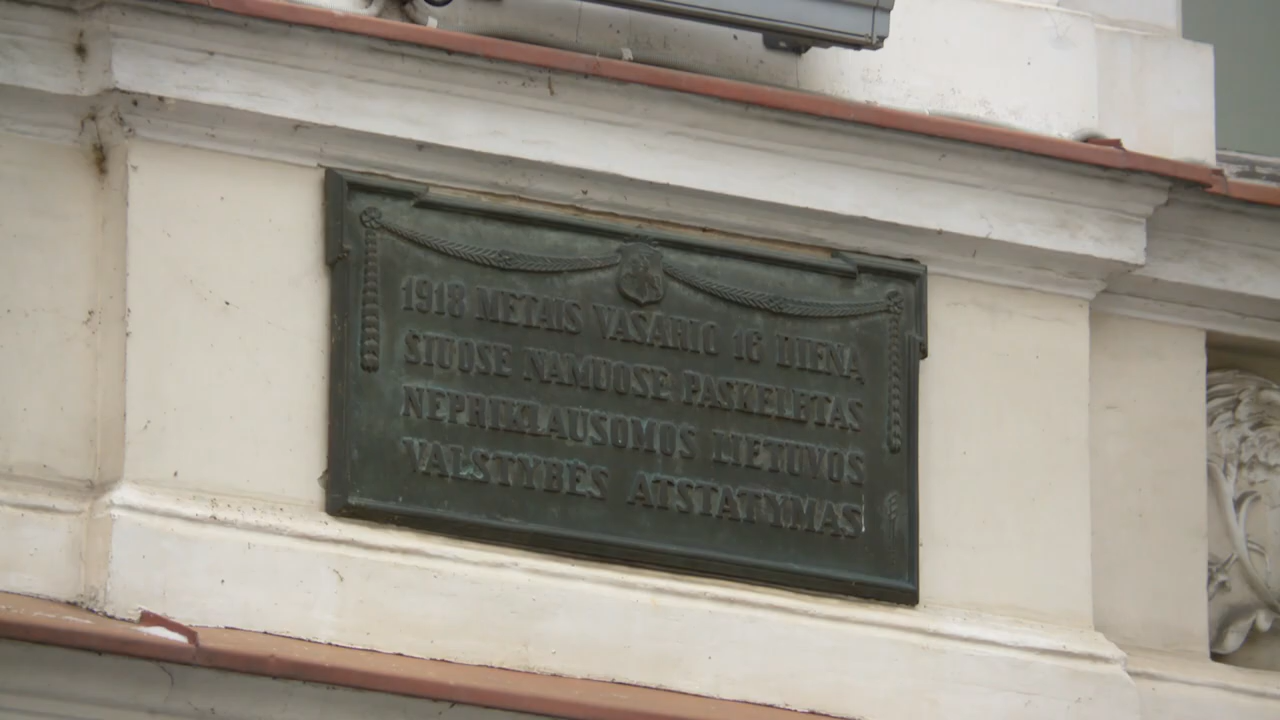 1918 METAIS VASARIO 16 DIENĄ
ŠIUOSE NAMUOSE PASKELBTAS
NEPRIKLAUSOMOS LIETUVOS
VALSTYBĖS ATSTATYMAS